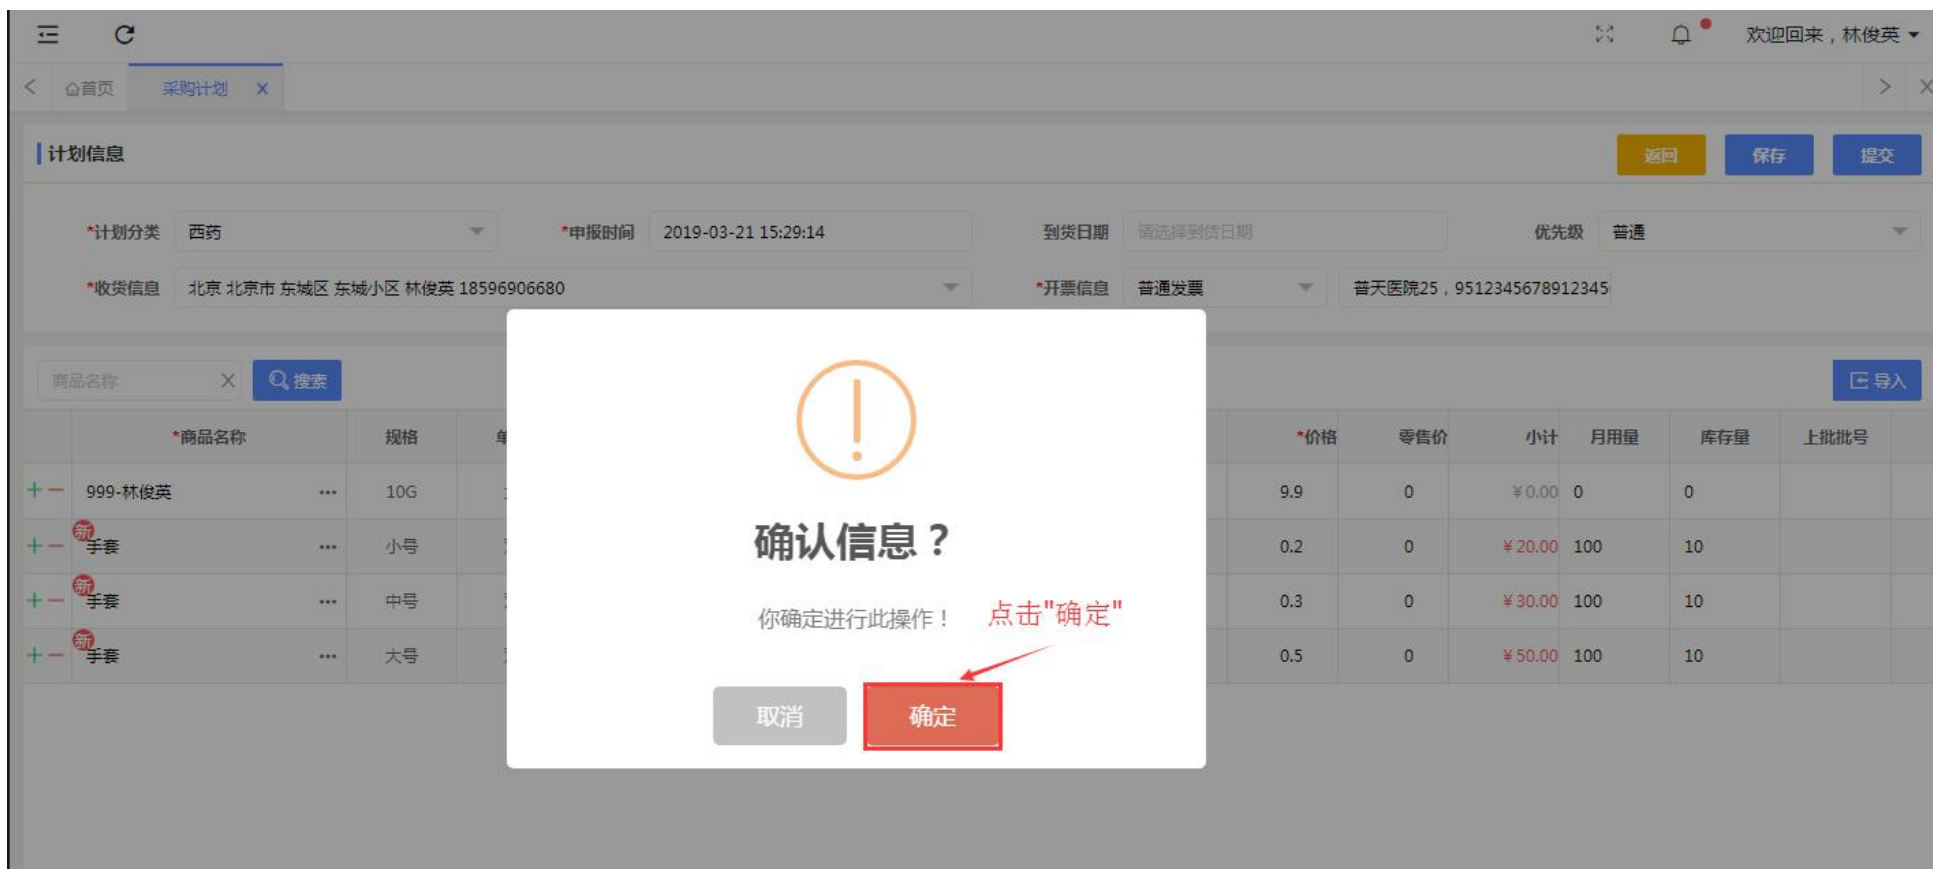 欢迎回来，林俊英
首页 采购计划
计划信息 返回 保存 提交
*计划分类 西药 *申报时间 2019-03-21 15:29:14 到货日期 请选择到货日期 优先级 普通
*收货信息 北京 北京市 东城区 东城小区 林俊英 18596906680 *开票信息 普通发票 普天医院25，9512345678912345
商品名称 搜索 导入
*商品名称 规格 *价格 零售价 小计 月用量 库存量 上批批号
999-林俊英 ••• 10G 9.9 0 ¥0.00 0 0
新 手套 ••• 小号 0.2 0 ¥20.00 100 10
新 手套 ••• 中号 0.3 0 ¥30.00 100 10
新 手套 ••• 大号 0.5 0 ¥50.00 100 10
确认信息？
你确定进行此操作！ 点击"确定"
取消 确定